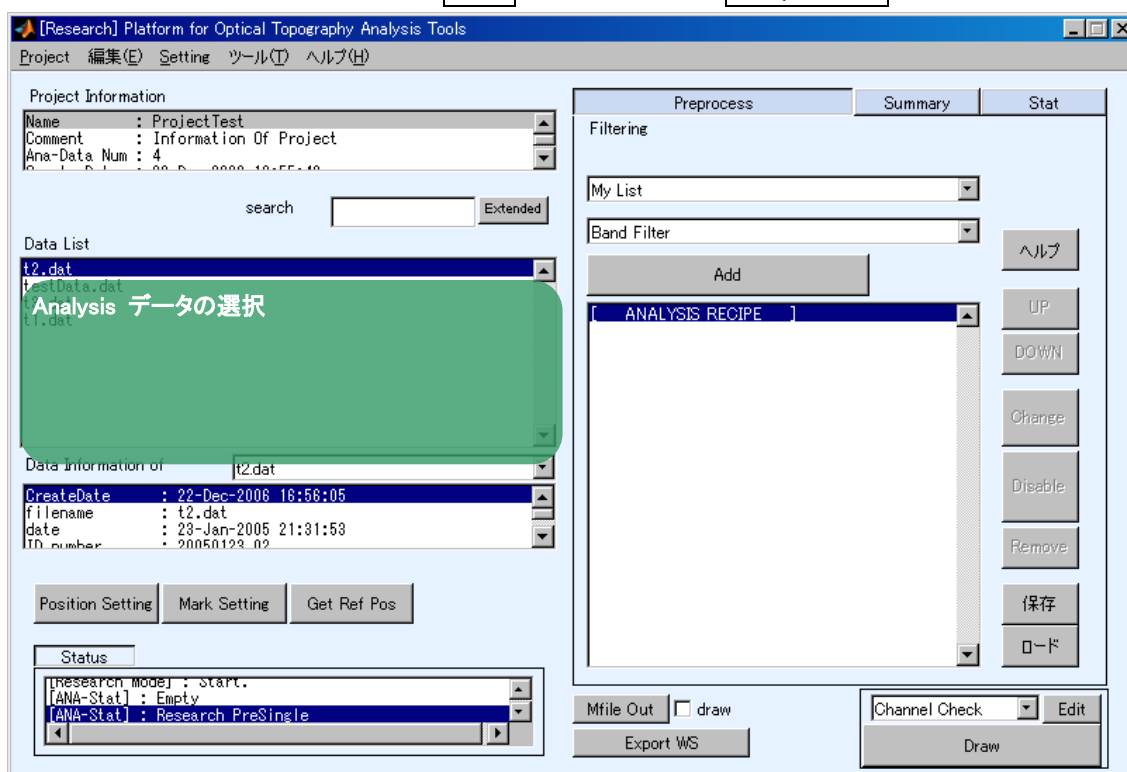 [Research] Platform for Optical Topography Analysis Tools
Project 編集(E) Setting ツール(T) ヘルプ(H)
Project Information
Name : ProjectTest
Comment : Information Of Project
Ana-Data Num : 4
search
Extended
Data List
t2.dat
testData.dat
Analysis データの選択
t1.dat
Data Information of
t2.dat
CreateDate : 22-Dec-2006 16:56:05
filename : t2.dat
date : 23-Jan-2005 21:31:53
ID number : 20050123_02
Position Setting
Mark Setting
Get Ref Pos
Status
[Research Mode] : Start.
[ANA-Stat] : Empty
[ANA-Stat] : Research PreSingle
Preprocess
Summary
Stat
Filtering
My List
Band Filter
Add
[ ANALYSIS RECIPE ]
ヘルプ
UP
DOWN
Change
Disable
Remove
保存
ロード
Mfile Out
draw
Export WS
Channel Check
Edit
Draw